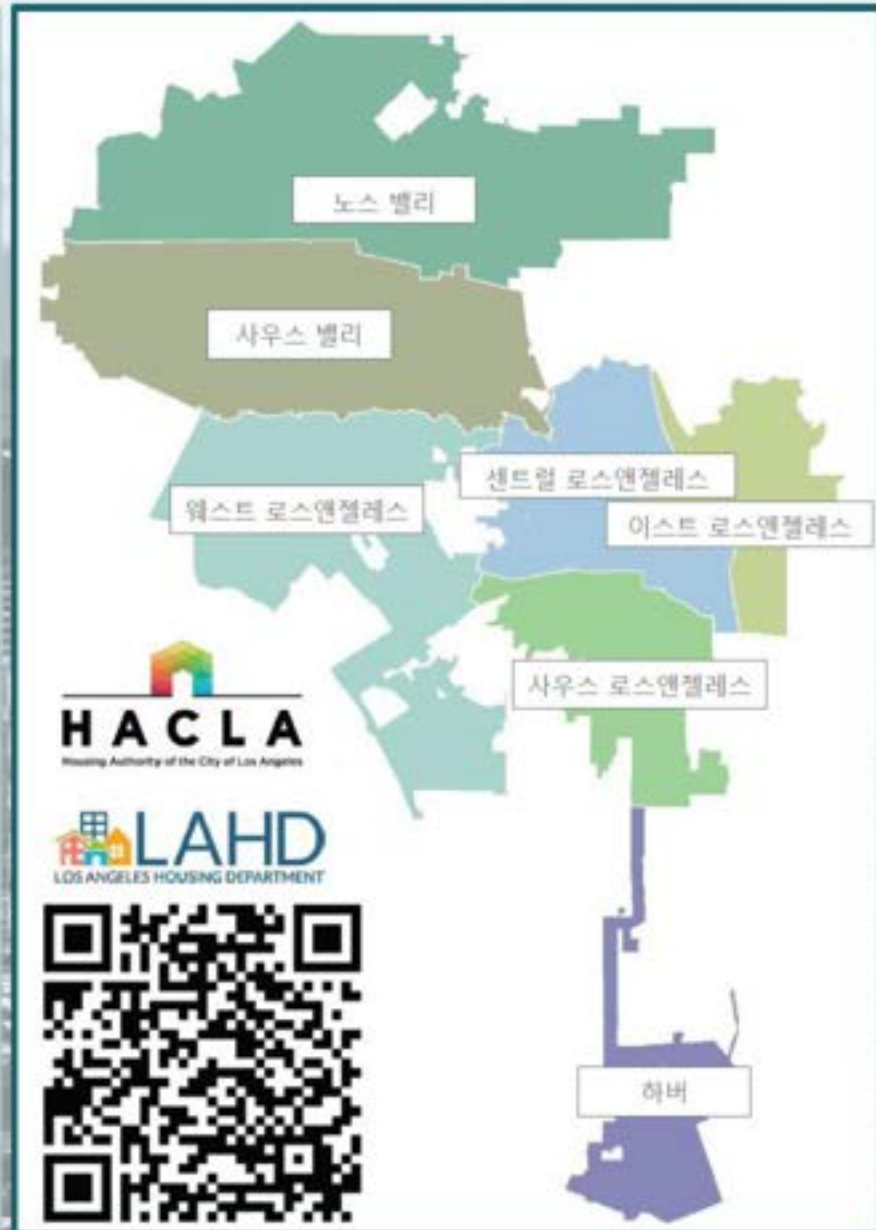 노스 밸리
사우스 밸리
센트럴 로스앤젤레스
웨스트 로스앤젤레스
이스트 로스앤젤레스
사우스 로스앤젤레스
HACLA
Housing Authority of the City of Los Angeles
LAHD
LOS ANGELES HOUSING DEPARTMENT
하버